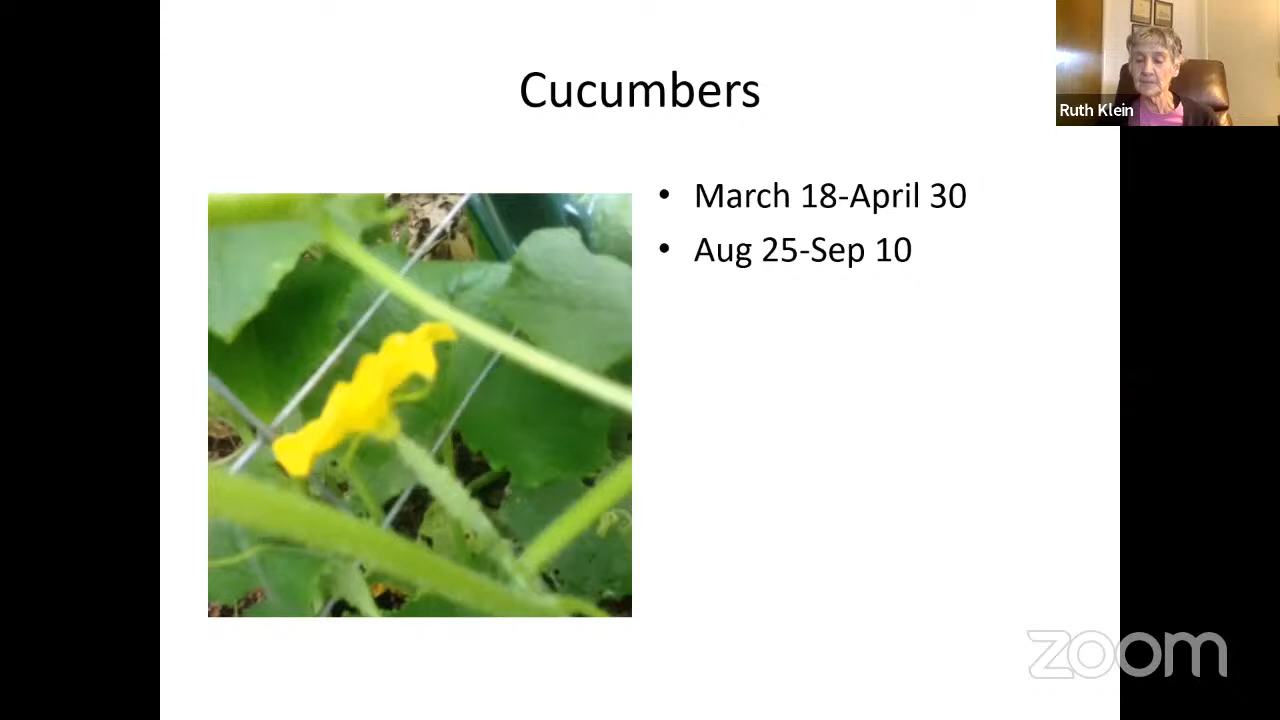 Cucumbers
Ruth Klein
• March 18-April 30
• Aug 25-Sep 10
zoom